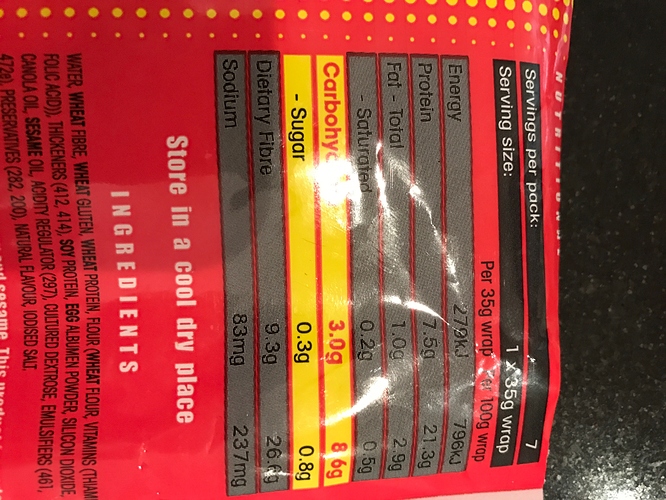 NUTRITION
Servings per pack: 7
Serving size: 1 x 35g wrap
Per 35g wrap Per 100g wrap
Energy 279kJ 796kJ
Protein 7.5g 21.3g
Fat - Total 1.0g 2.9g
- Saturated 0.2g 0.5g
Carbohyd 3.0g 8.6g
- Sugar 0.3g 0.8g
Dietary Fibre 9.3g
Sodium 83mg 237mg
Store in a cool dry place
INGREDIENTS
WATER, WHEAT FIBRE, WHEAT GLUTEN, WHEAT PROTEIN, FLOUR (WHEAT FLOUR, VITAMINS (THIAM
FOLIC ACID)), THICKENERS (412, 414), SOY PROTEIN, EGG ALBUMEN POWDER, SILICON DIOXIDE,
CANOLA OIL, SESAME OIL, ACIDITY REGULATOR (297), CULTURED DEXTROSE, EMULSIFIERS (461,
472e), PRESERVATIVES (282, 200), NATURAL FLAVOUR, IODISED SALT.
and sesame. This produ